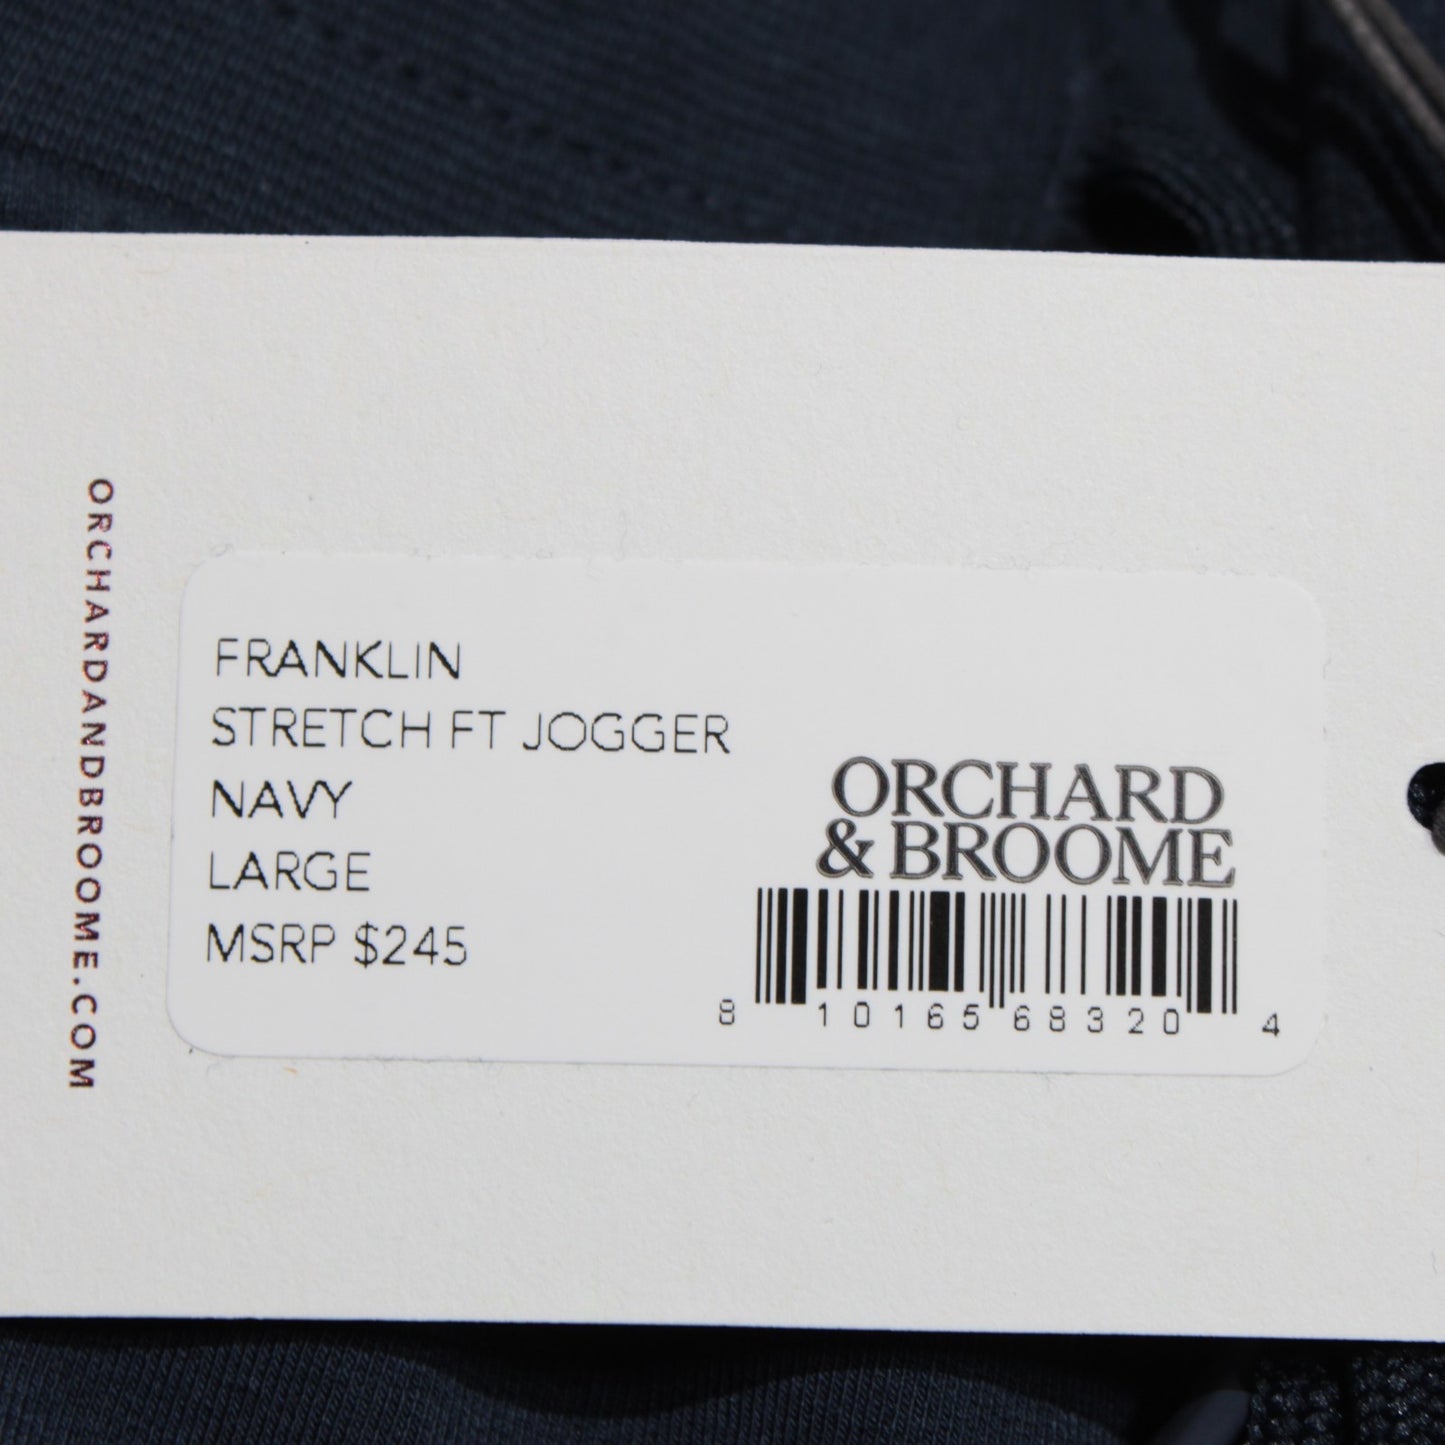 ORCHARDANDBROOME.COM
FRANKLIN
STRETCH FT JOGGER
NAVY
LARGE
MSRP $245
ORCHARD
& BROOME
8 10165 68320 4